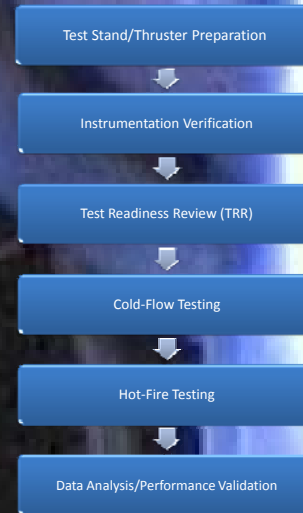 Test Stand/Thruster Preparation
Instrumentation Verification
Test Readiness Review (TRR)
Cold-Flow Testing
Hot-Fire Testing
Data Analysis/Performance Validation